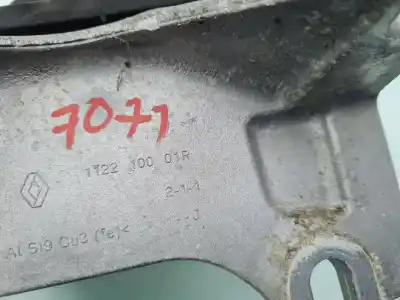 7071
1122 100 01R
2-1-1
Al Si9 Cu3 (fe)<